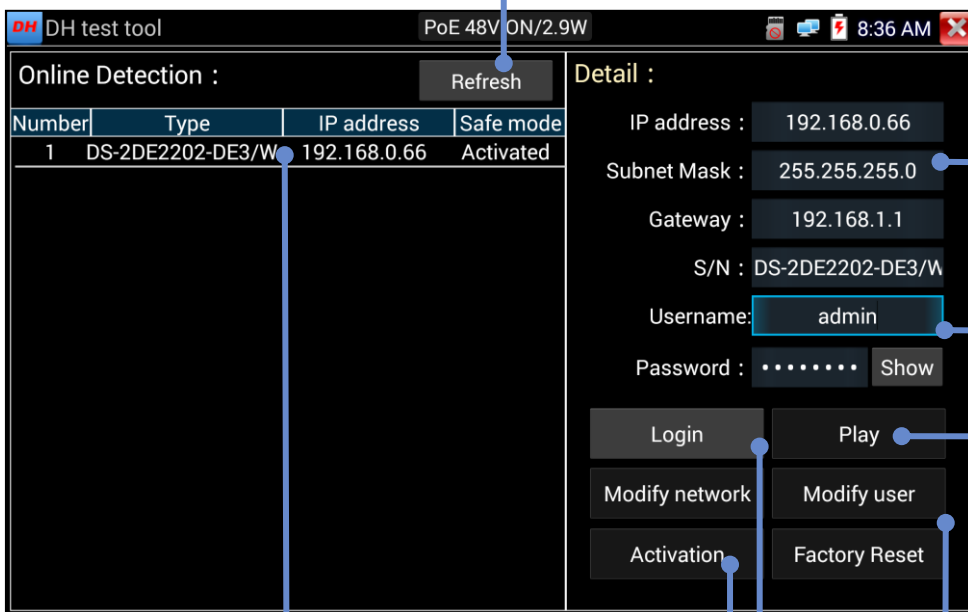 DH DH test tool PoE 48V ON/2.9W 8:36 AM
Online Detection : Refresh
Number Type IP address Safe mode
1 DS-2DE2202-DE3/W 192.168.0.66 Activated
Detail :
IP address : 192.168.0.66
Subnet Mask : 255.255.255.0
Gateway : 192.168.1.1
S/N : DS-2DE2202-DE3/W
Username: admin
Password : •••••••• Show
Login Play
Modify network Modify user
Activation Factory Reset